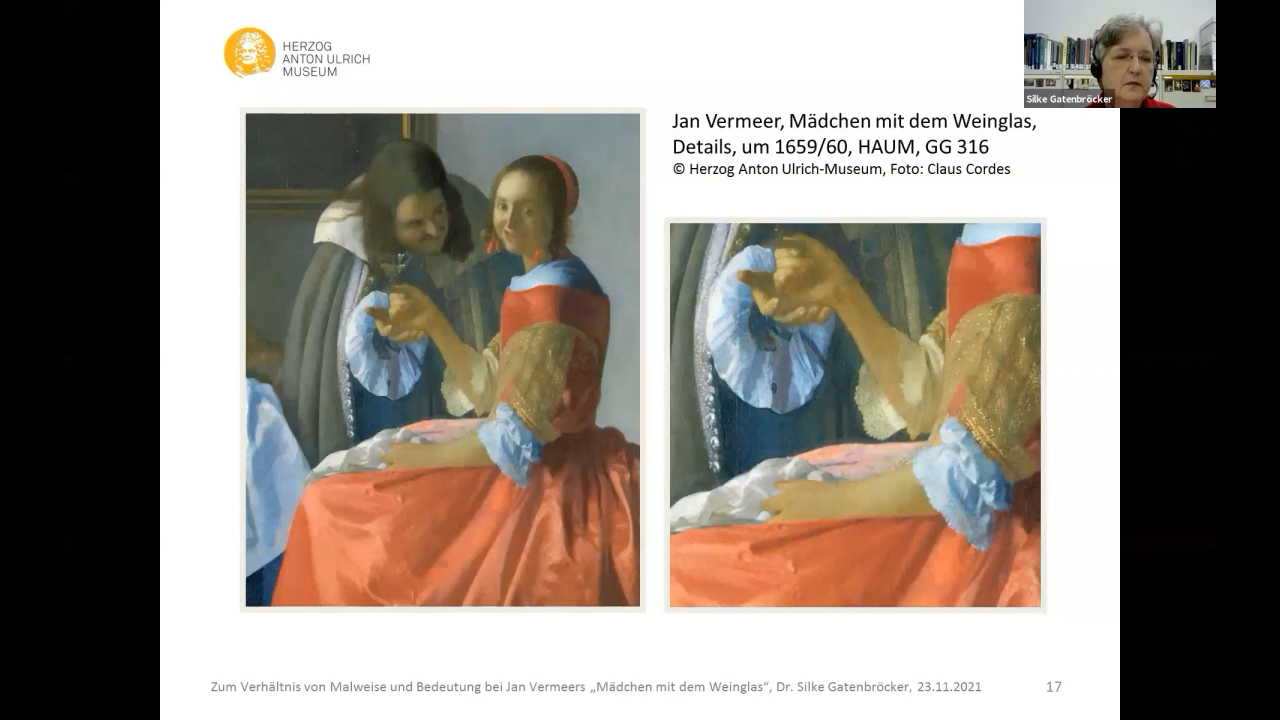 HERZOG
ANTON ULRICH
MUSEUM
Silke Gatenbröcker
Jan Vermeer, Mädchen mit dem Weinglas,
Details, um 1659/60, HAUM, GG 316
© Herzog Anton Ulrich-Museum, Foto: Claus Cordes
Zum Verhältnis von Malweise und Bedeutung bei Jan Vermeers „Mädchen mit dem Weinglas“, Dr. Silke Gatenbröcker, 23.11.2021
17